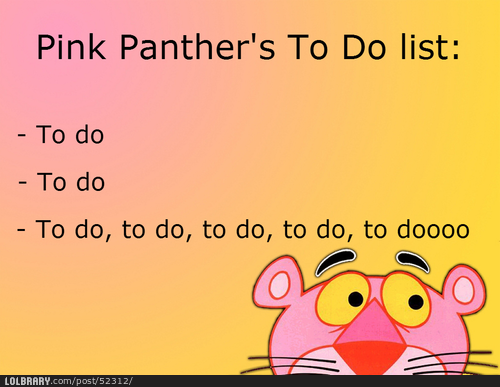 Pink Panther's To Do list:
- To do
- To do
- To do, to do, to do, to do, to doooo
LOLBRARY.com/post/52312/